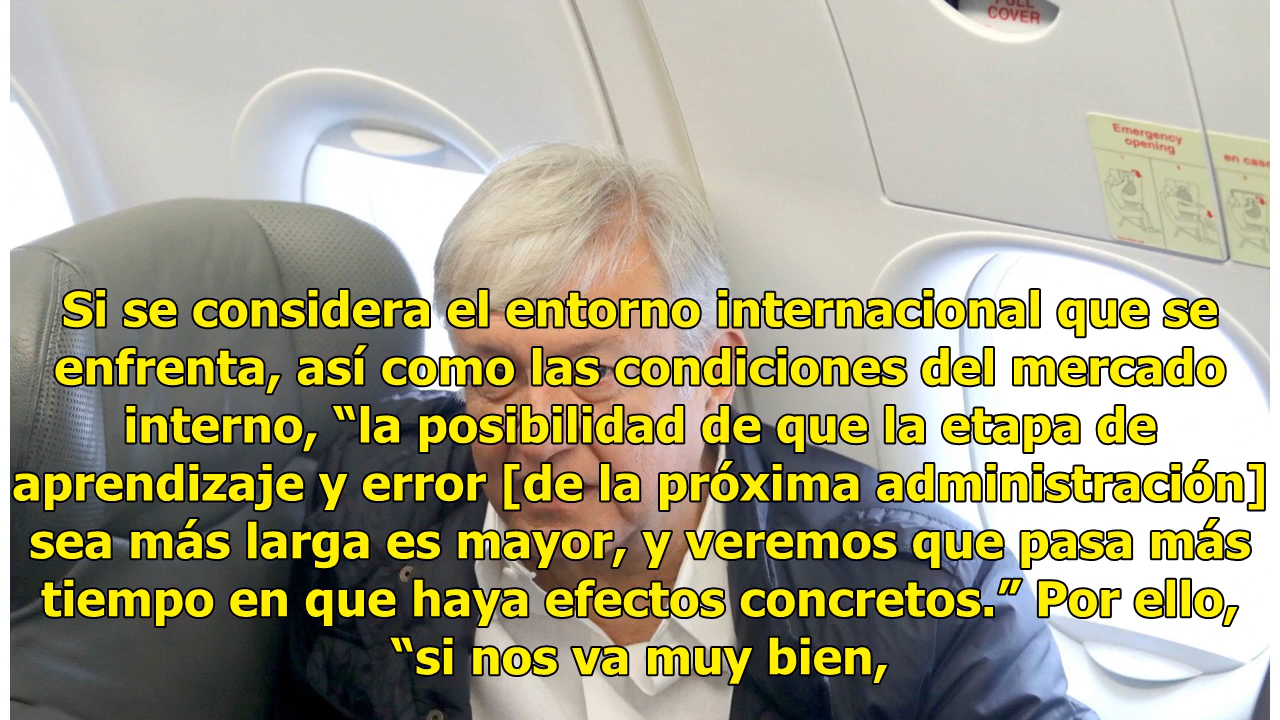 PULL
COVER
Emergency
opening
en caso
Si se considera el entorno internacional que se
enfrenta, así como las condiciones del mercado
interno, “la posibilidad de que la etapa de
aprendizaje y error [de la próxima administración]
sea más larga es mayor, y veremos que pasa más
tiempo en que haya efectos concretos.” Por ello,
“si nos va muy bien,